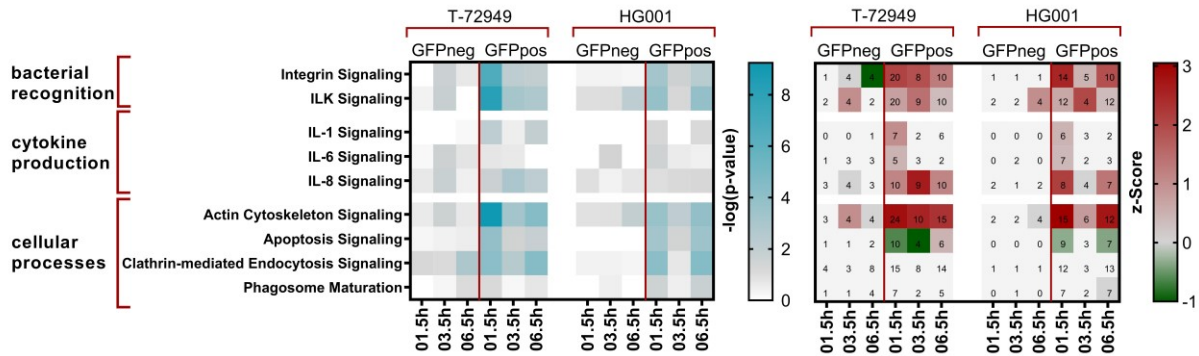 T-72949 HG001 T-72949 HG001
GFPneg GFPpos GFPneg GFPpos GFPneg GFPpos GFPneg GFPpos
bacterial
recognition
cytokine
production
cellular
processes
Integrin Signaling
ILK Signaling
IL-1 Signaling
IL-6 Signaling
IL-8 Signaling
Actin Cytoskeleton Signaling
Apoptosis Signaling
Clathrin-mediated Endocytosis Signaling
Phagosome Maturation
01.5h 03.5h 06.5h 01.5h 03.5h 06.5h 01.5h 03.5h 06.5h 01.5h 03.5h 06.5h
8
6
4
2
0
-log(p-value)
1 4 4 20 8 10 1 1 1 14 5 10
2 4 2 20 9 10 2 2 4 12 4 12
0 0 1 7 2 6 0 0 1 6 3 2
1 3 3 5 3 2 0 0 0 7 2 3
3 4 3 10 9 10 2 1 2 8 4 7
3 4 4 24 10 15 2 2 4 15 6 12
1 1 2 10 4 6 0 0 0 9 3 7
4 3 8 15 8 14 1 1 1 12 3 13
1 1 4 7 2 5 0 1 0 7 2 7
01.5h 03.5h 06.5h 01.5h 03.5h 06.5h 01.5h 03.5h 06.5h 01.5h 03.5h 06.5h
3
2
1
0
-1
z-Score